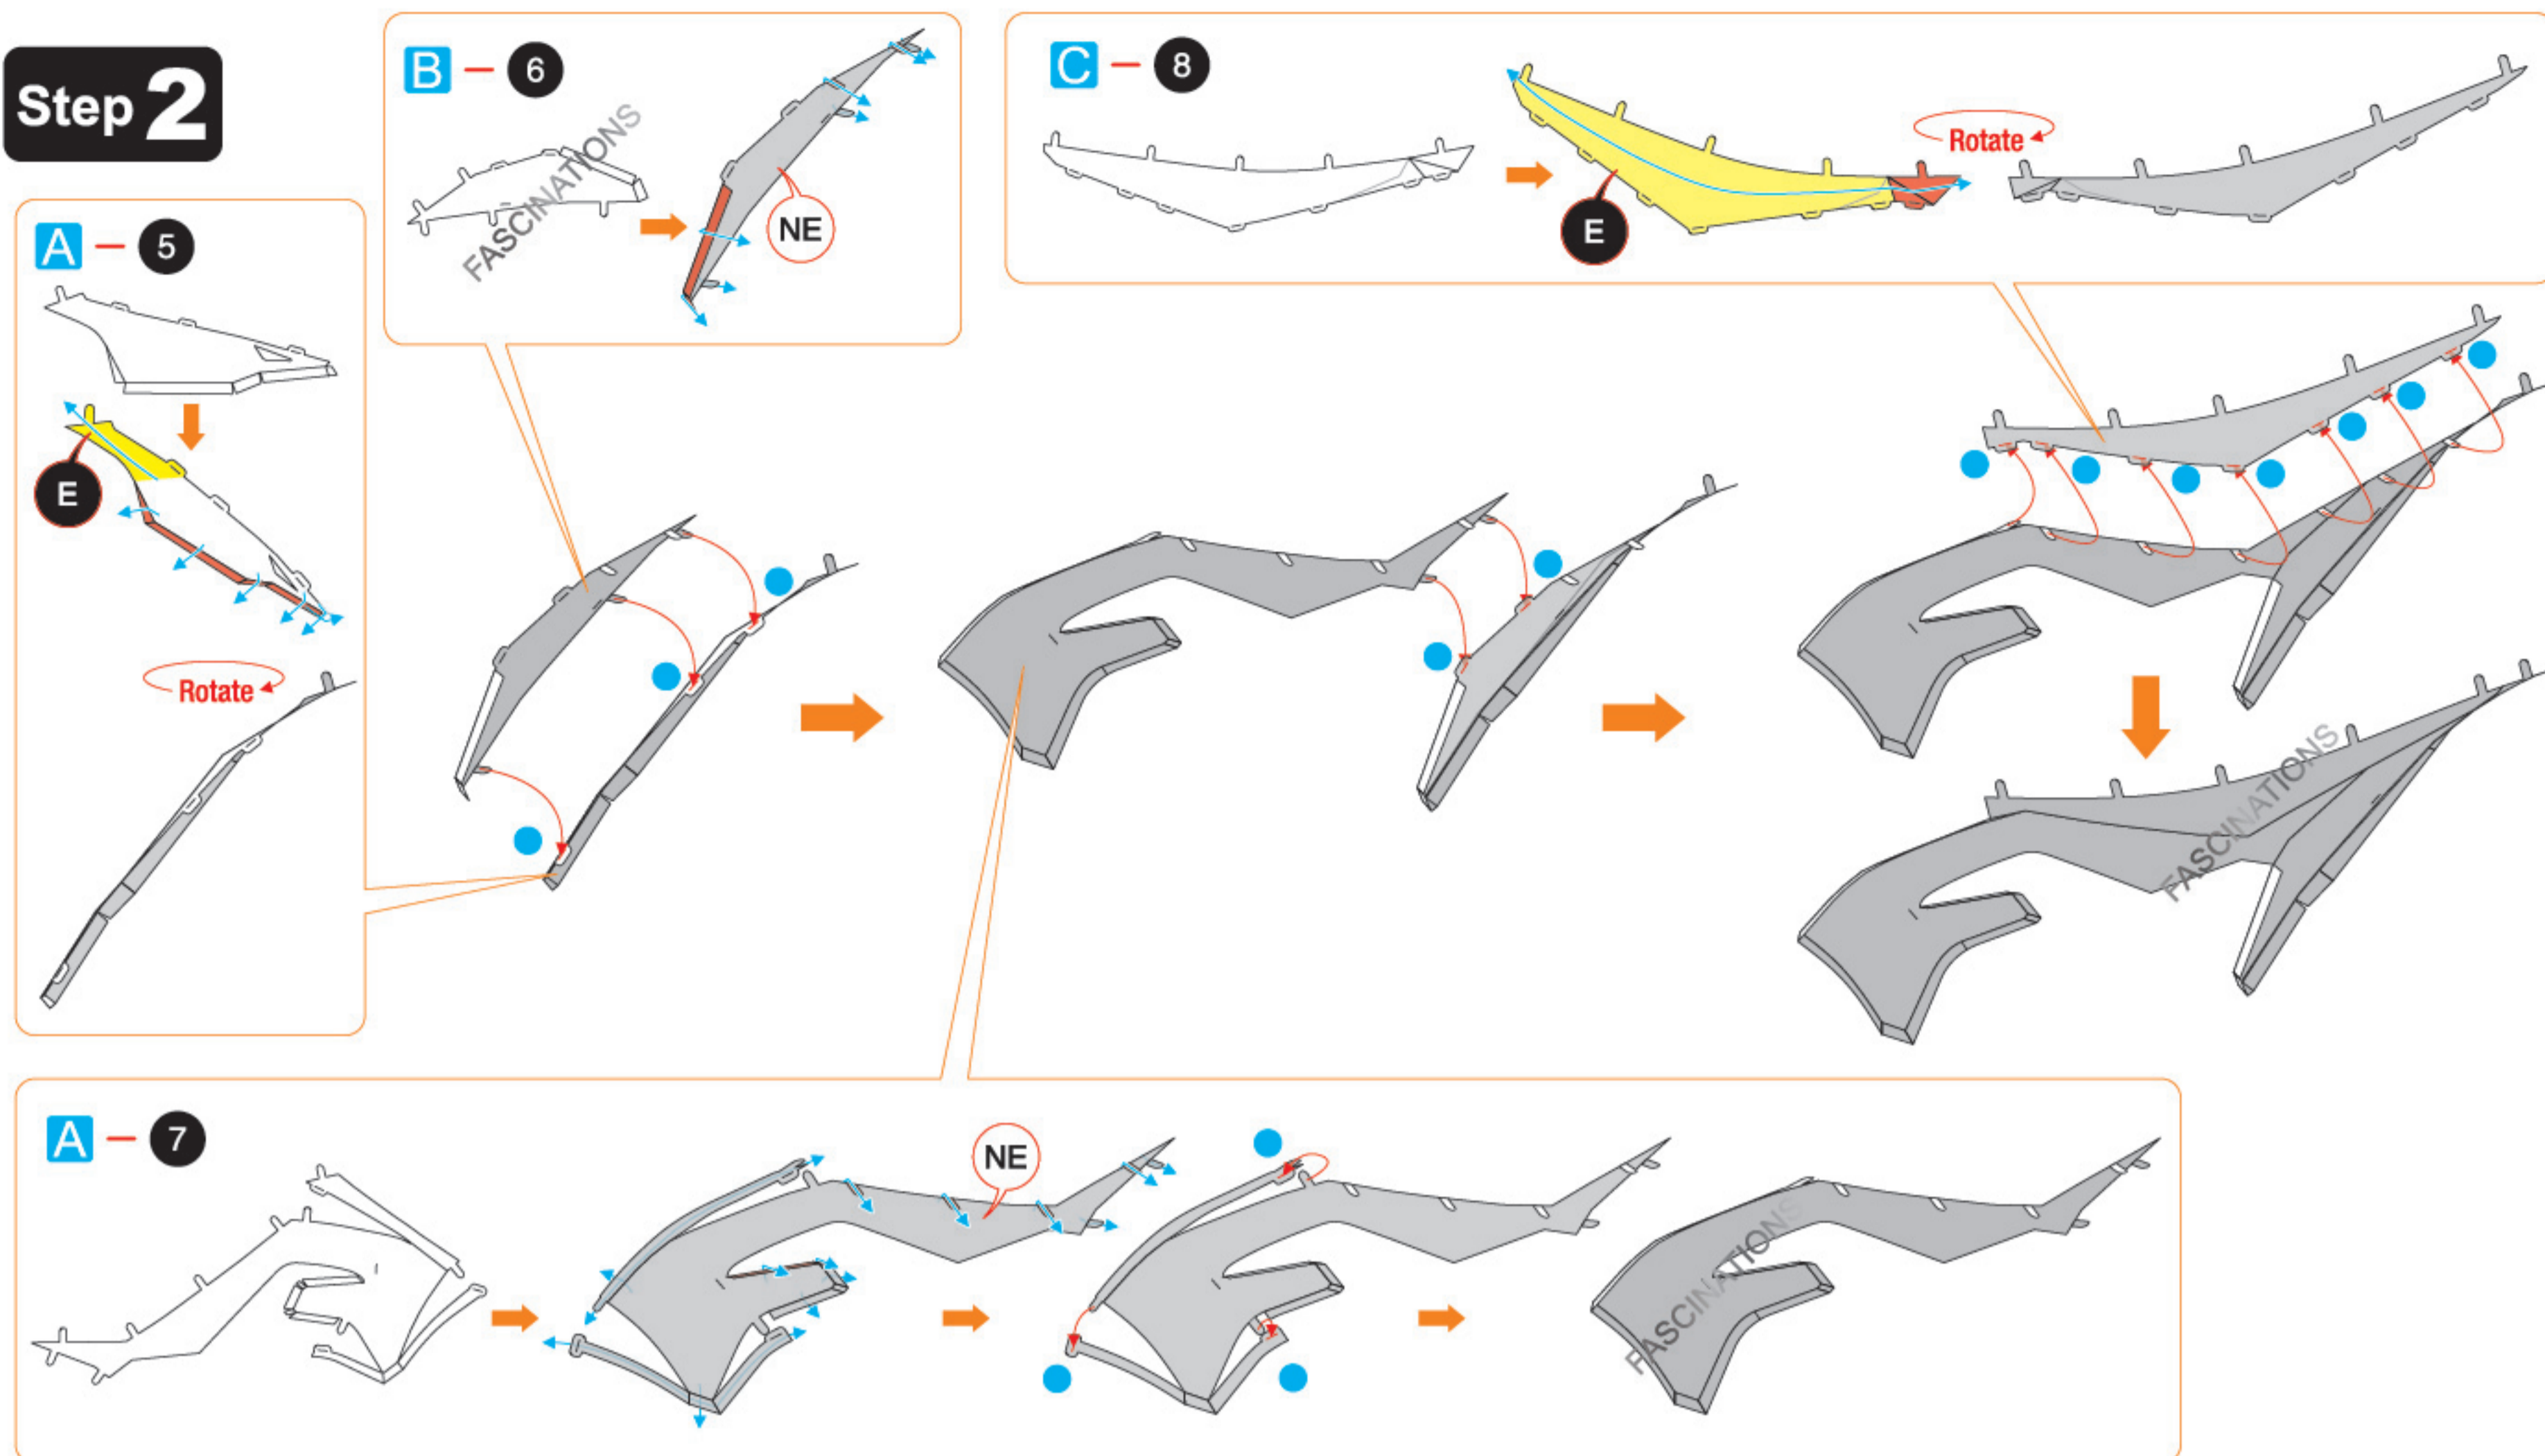 Step 2
B – 6
FASCINATIONS
NE
C – 8
E
Rotate
A – 5
E
Rotate
FASCINATIONS
A – 7
NE
FASCINATIONS